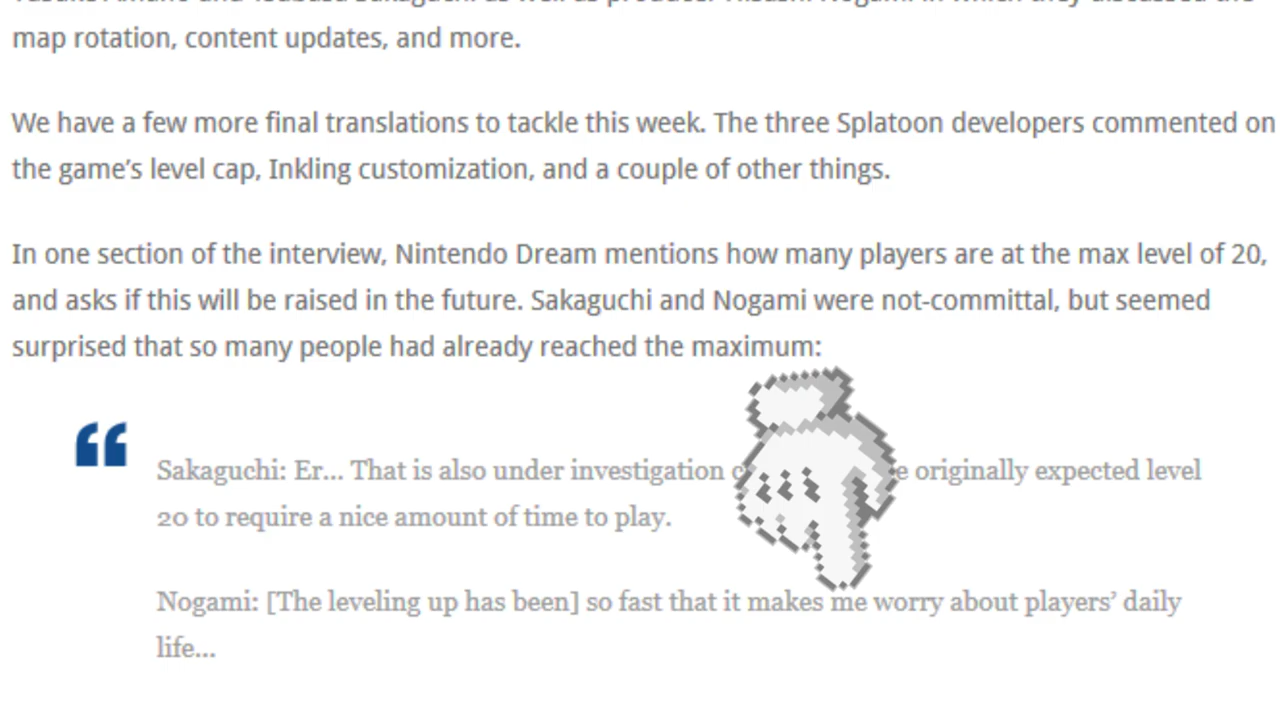 map rotation, content updates, and more.
We have a few more final translations to tackle this week. The three Splatoon developers commented on
the game’s level cap, Inkling customization, and a couple of other things.
In one section of the interview, Nintendo Dream mentions how many players are at the max level of 20,
and asks if this will be raised in the future. Sakaguchi and Nogami were not-committal, but seemed
surprised that so many people had already reached the maximum:
“
Sakaguchi: Er... That is also under investigation originally expected level
20 to require a nice amount of time to play.
Nogami: [The leveling up has been] so fast that it makes me worry about players’ daily
life...